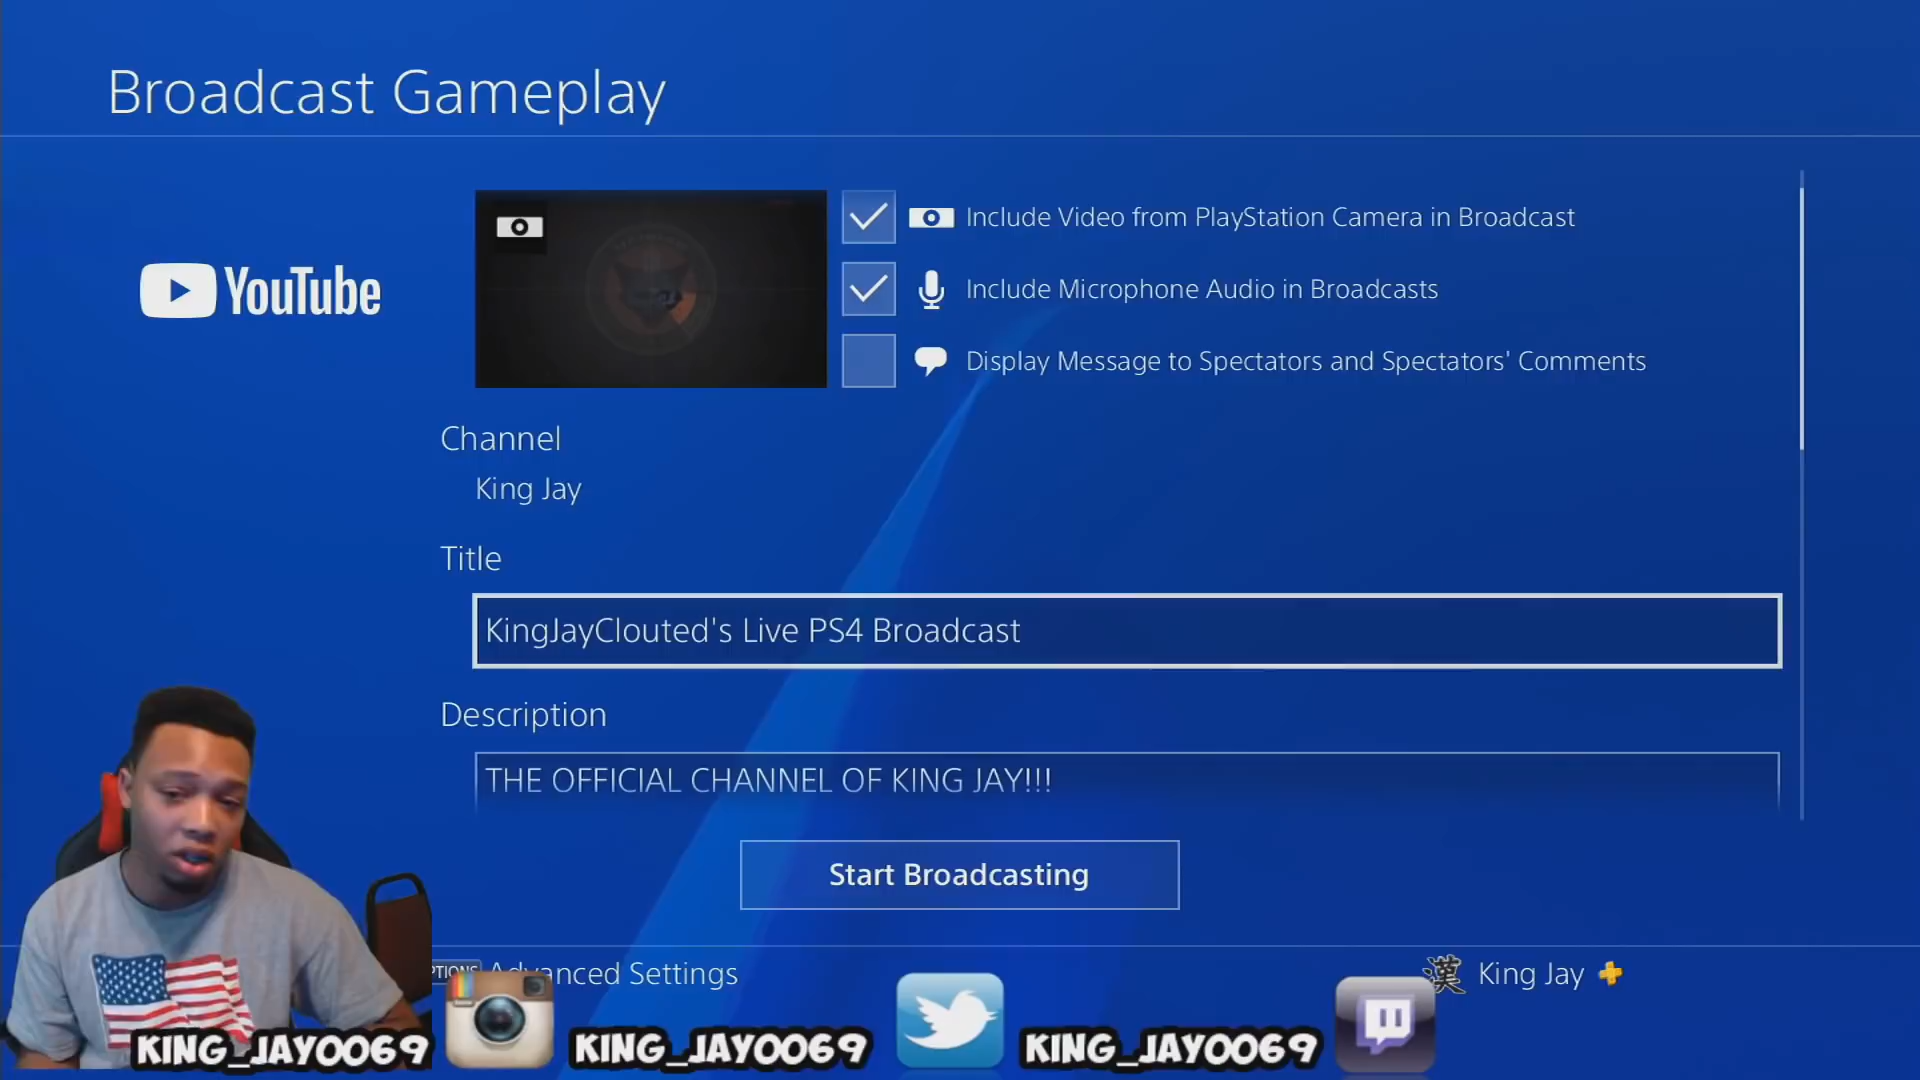 Broadcast Gameplay
YouTube
Include Video from PlayStation Camera in Broadcast
Include Microphone Audio in Broadcasts
Display Message to Spectators and Spectators' Comments
Channel
King Jay
Title
KingJayClouted's Live PS4 Broadcast
Description
THE OFFICIAL CHANNEL OF KING JAY!!!
Start Broadcasting
Advanced Settings
漢 King Jay
KING_JAY0069 KING_JAY0069 KING_JAY0069